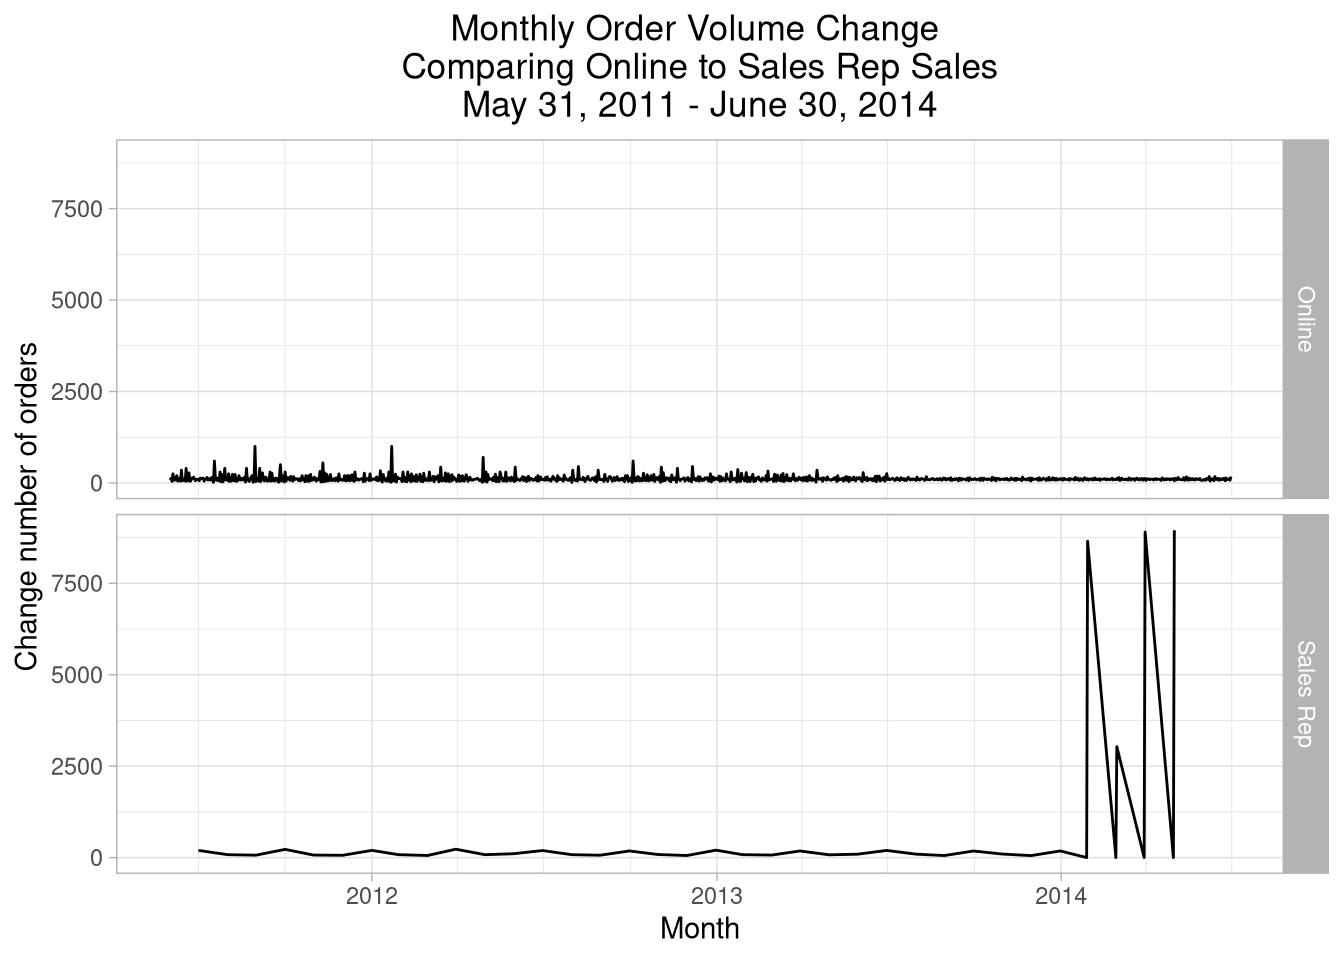 Monthly Order Volume Change
Comparing Online to Sales Rep Sales
May 31, 2011 - June 30, 2014
Change number of orders
7500
5000
2500
0
Online
7500
5000
2500
0
Sales Rep
2012
2013
2014
Month